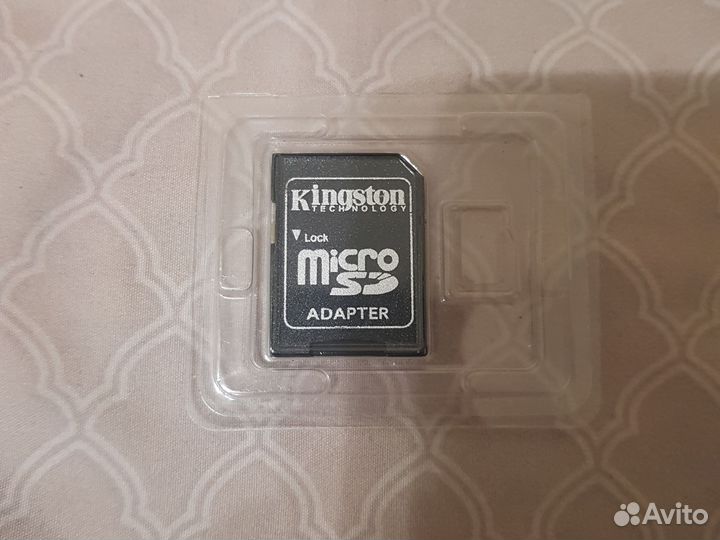 Kingston
TECHNOLOGY
Lock
micro
SD
ADAPTER
Avito